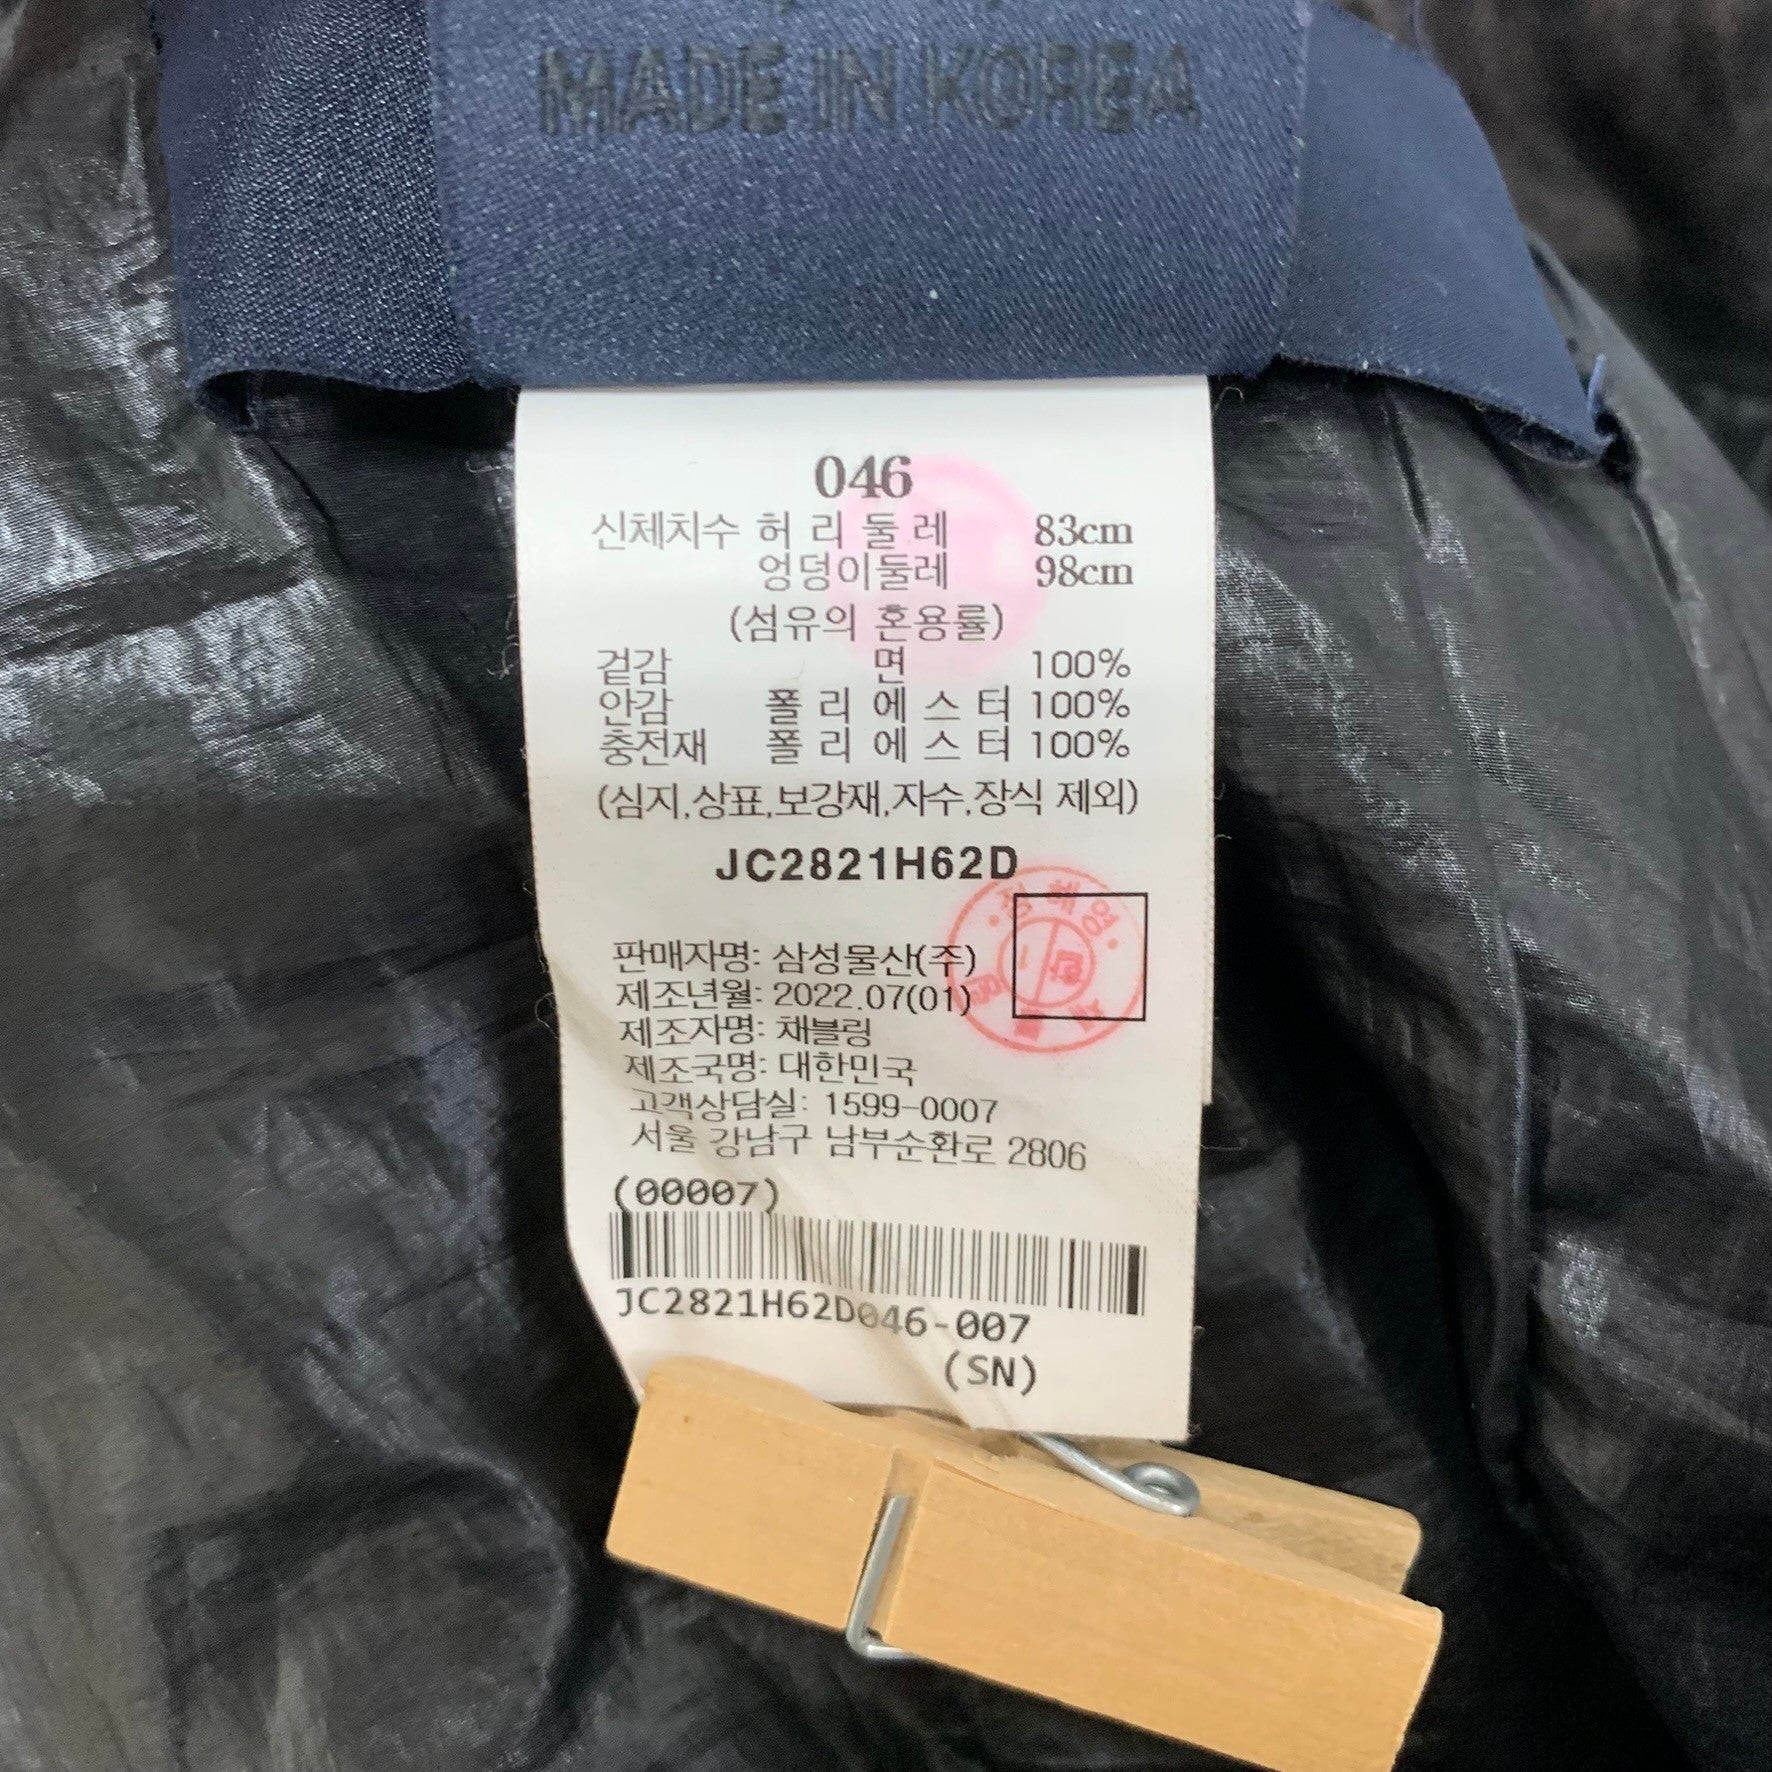 MADE IN KOREA
046
신체치수 허리둘레 83cm
엉덩이둘레 98cm
(섬유의 혼용률)
겉감 면 100%
안감 폴리에스터 100%
충전재 폴리에스터 100%
(심지,상표,보강재,자수,장식 제외)
JC2821H62D
판매자명: 삼성물산(주)
제조년월: 2022.07(01)
제조자명: 채블링
제조국명: 대한민국
고객상담실: 1599-0007
서울 강남구 남부순환로 2806
(00007)
JC2821H62D046-007
(SN)